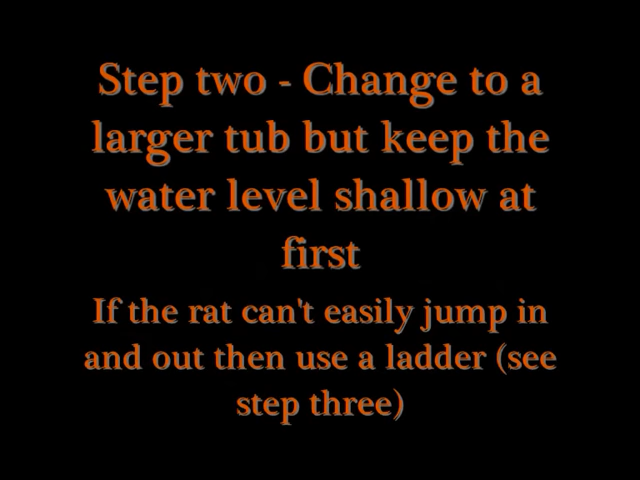 Step two - Change to a
larger tub but keep the
water level shallow at
first
If the rat can't easily jump in
and out then use a ladder (see
step three)